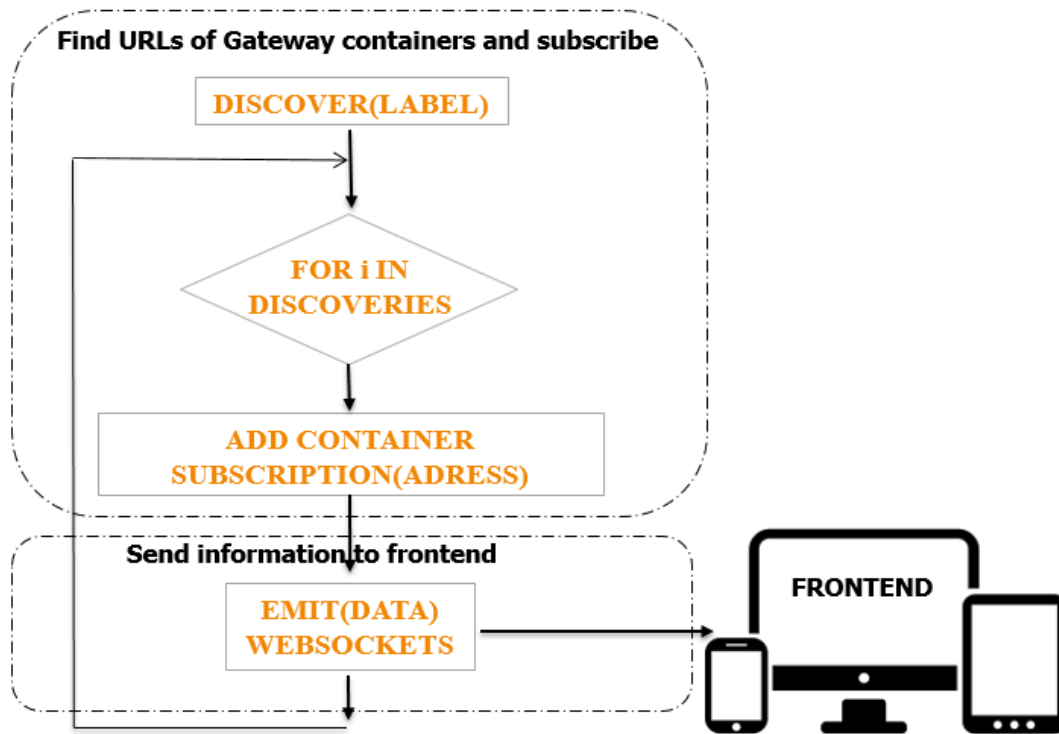 Find URLs of Gateway containers and subscribe
DISCOVER(LABEL)
FOR i IN
DISCOVERIES
ADD CONTAINER
SUBSCRIPTION(ADRESS)
Send information to frontend
EMIT(DATA)
WEBSOCKETS
FRONTEND